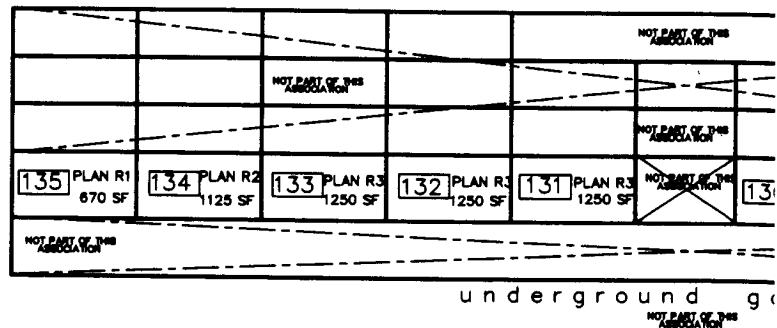 NOT PART OF THIS
ASSOCIATION
NOT PART OF THIS
ASSOCIATION
NOT PART OF THIS
ASSOCIATION
135 PLAN R1
670 SF
134 PLAN R2
1125 SF
133 PLAN R3
1250 SF
132 PLAN R3
1250 SF
131 PLAN R3
1250 SF
NOT PART OF THIS
ASSOCIATION
NOT PART OF THIS
ASSOCIATION
underground
NOT PART OF THIS
ASSOCIATION